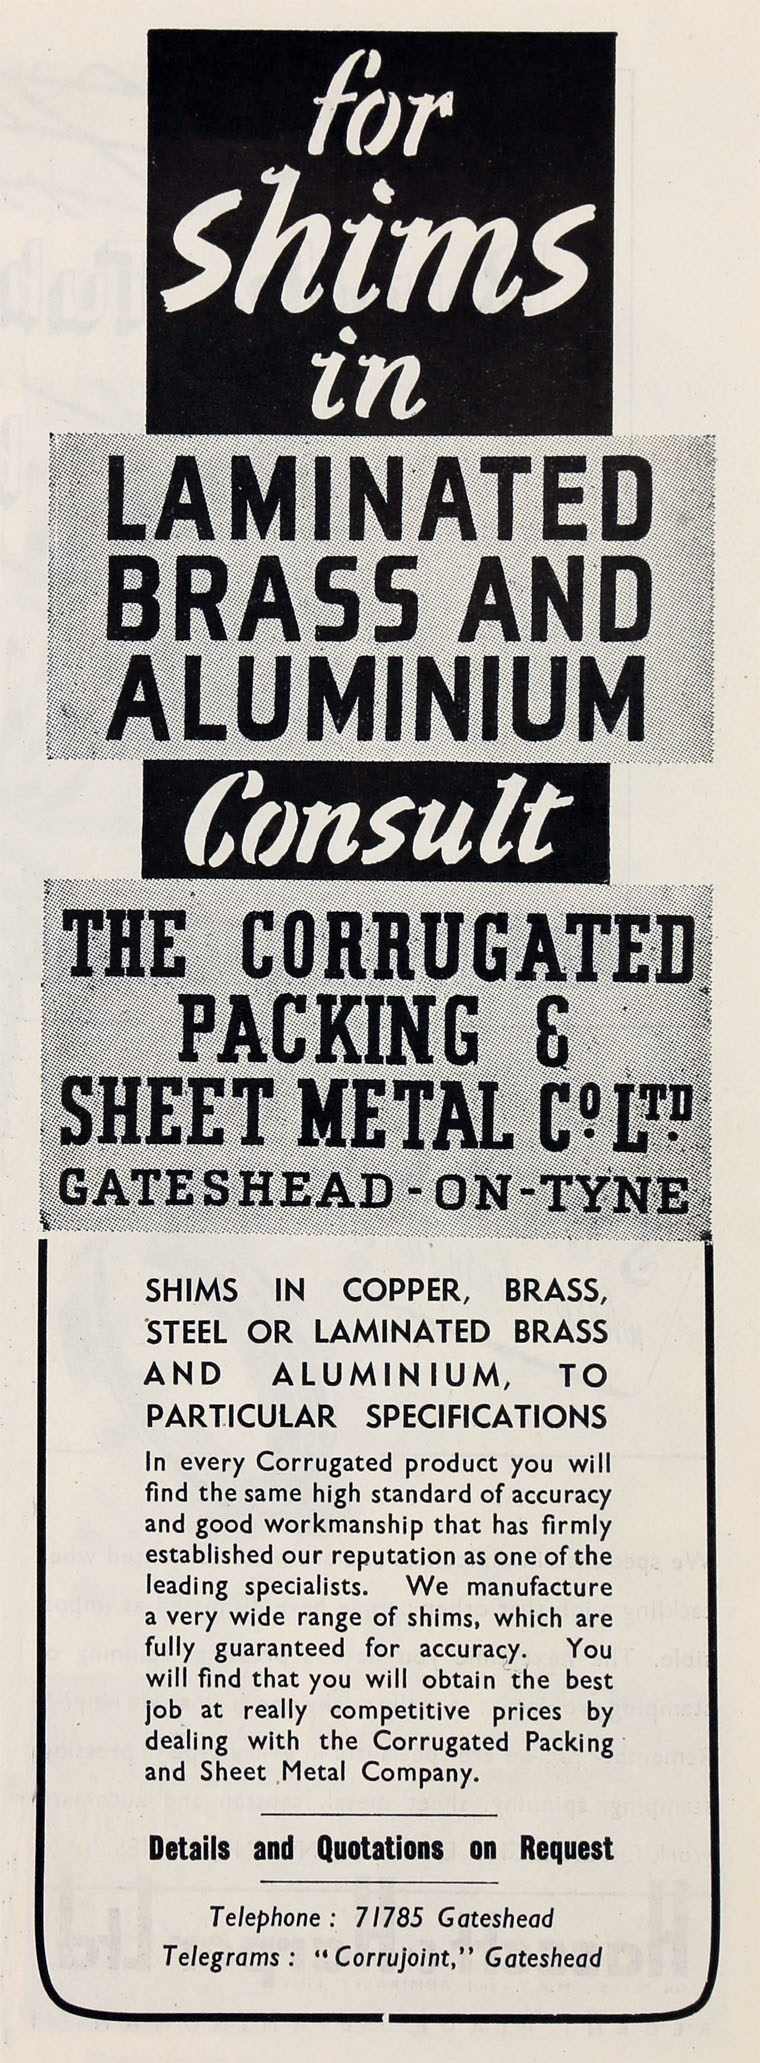 for
shims
in
LAMINATED
BRASS AND
ALUMINIUM
Consult
THE CORRUGATED
PACKING &
SHEET METAL Co. LTD.
GATESHEAD-ON-TYNE
SHIMS IN COPPER, BRASS,
STEEL OR LAMINATED BRASS
AND ALUMINIUM, TO
PARTICULAR SPECIFICATIONS
In every Corrugated product you will
find the same high standard of accuracy
and good workmanship that has firmly
established our reputation as one of the
leading specialists. We manufacture
a very wide range of shims, which are
fully guaranteed for accuracy. You
will find that you will obtain the best
job at really competitive prices by
dealing with the Corrugated Packing
and Sheet Metal Company.
Details and Quotations on Request
Telephone : 71785 Gateshead
Telegrams : "Corrujoint," Gateshead